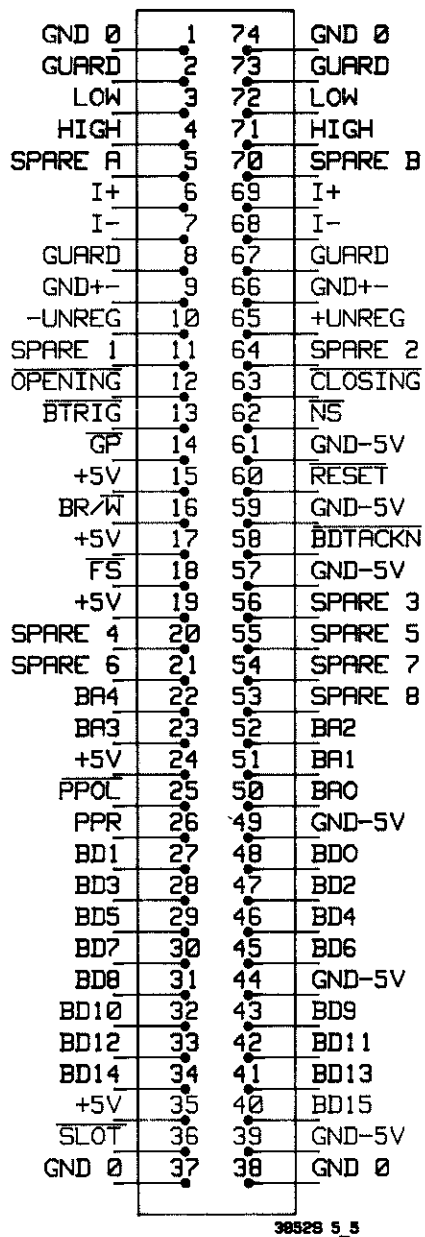 GND 0 1 74 GND 0
GUARD 2 73 GUARD
LOW 3 72 LOW
HIGH 4 71 HIGH
SPARE A 5 70 SPARE B
I+ 6 69 I+
I- 7 68 I-
GUARD 8 67 GUARD
GND+- 9 66 GND+-
-UNREG 10 65 +UNREG
SPARE 1 11 64 SPARE 2
OPENING 12 63 CLOSING
BTRIG 13 62 NS
GP 14 61 GND-5V
+5V 15 60 RESET
BR/W 16 59 GND-5V
+5V 17 58 BDTACKN
FS 18 57 GND-5V
+5V 19 56 SPARE 3
SPARE 4 20 55 SPARE 5
SPARE 6 21 54 SPARE 7
BA4 22 53 SPARE 8
BA3 23 52 BA2
+5V 24 51 BA1
PPOL 25 50 BA0
PPR 26 49 GND-5V
BD1 27 48 BD0
BD3 28 47 BD2
BD5 29 46 BD4
BD7 30 45 BD6
BD8 31 44 GND-5V
BD10 32 43 BD9
BD12 33 42 BD11
BD14 34 41 BD13
+5V 35 40 BD15
SLOT 36 39 GND-5V
GND 0 37 38 GND 0
3852S 5_5